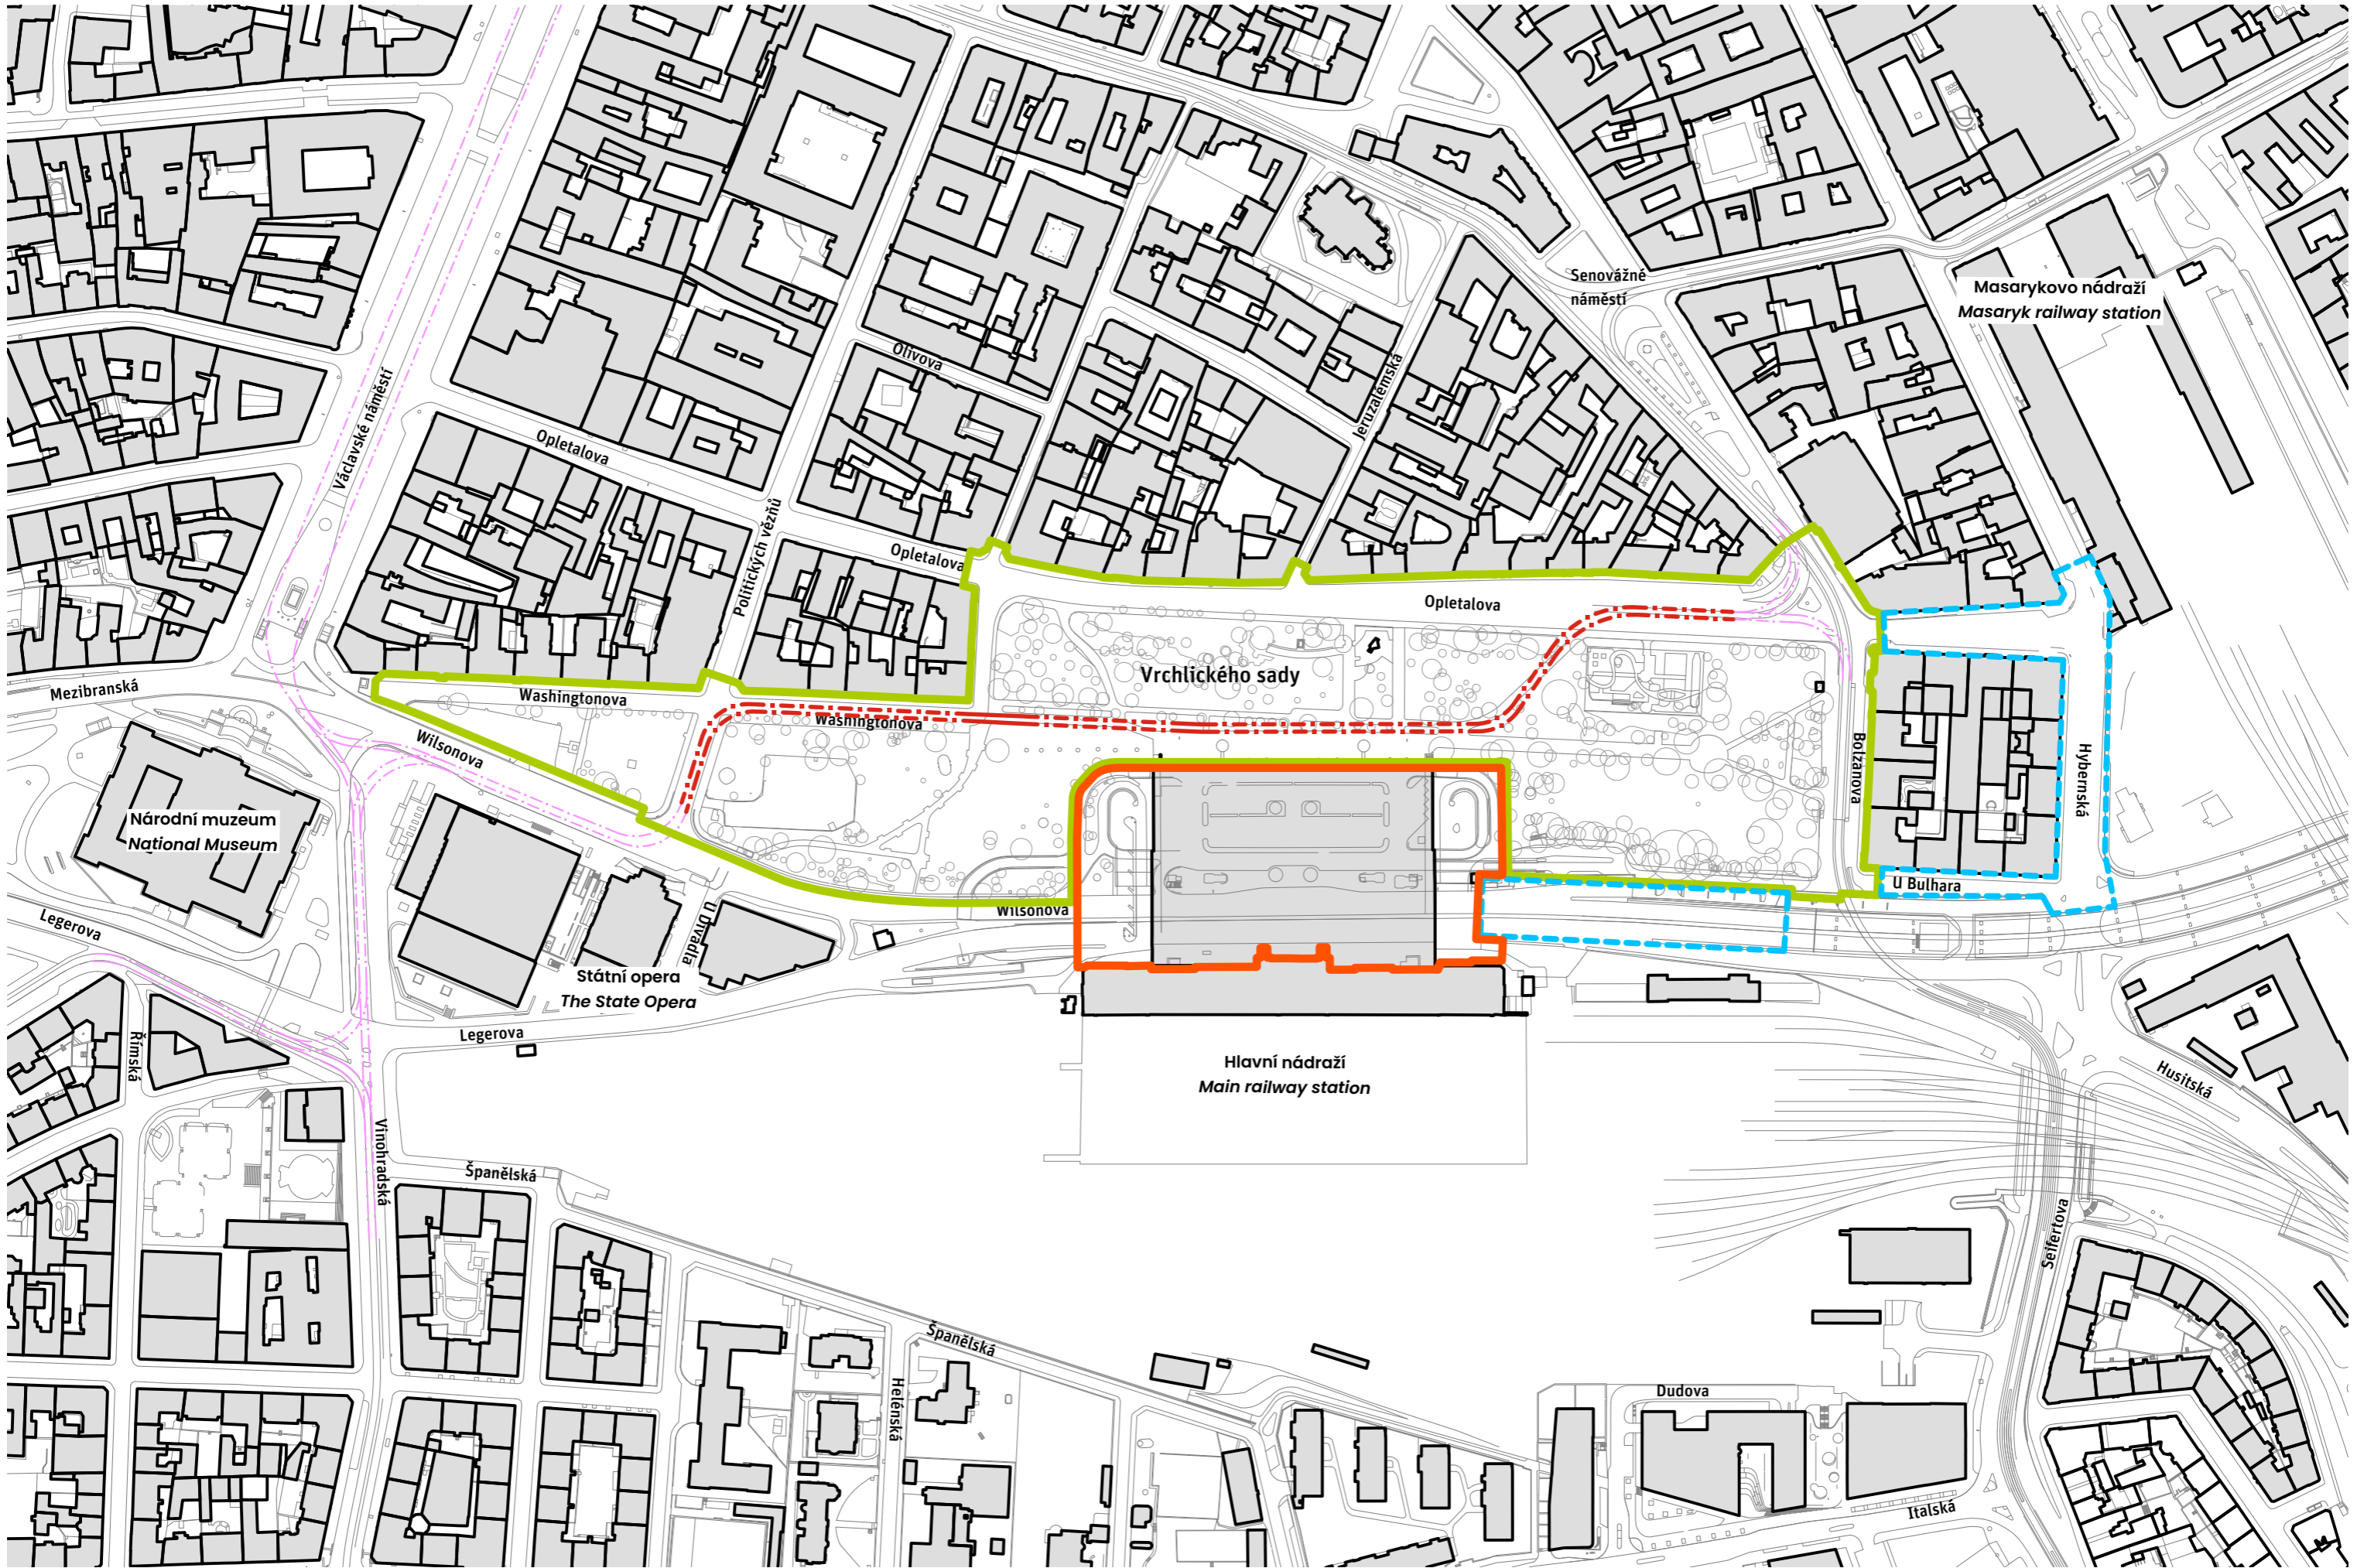 Senovážné
náměstí
Masarykovo nádraží
Masaryk railway station
Olivova
Jeruzalémská
Václavské náměstí
Opletalova
Politických vězňů
Opletalova
Opletalova
Vrchlického sady
Mezibranská
Washingtonova
Washingtonova
Wilsonova
Bolzanova
Hybernská
Národní muzeum
National Museum
U Bulhara
Wilsonova
Legerova
U Divadla
Státní opera
The State Opera
Legerova
Římská
Hlavní nádraží
Main railway station
Husitská
Vinohradská
Španělská
Seifertova
Španělská
Helénská
Dudova
Italská